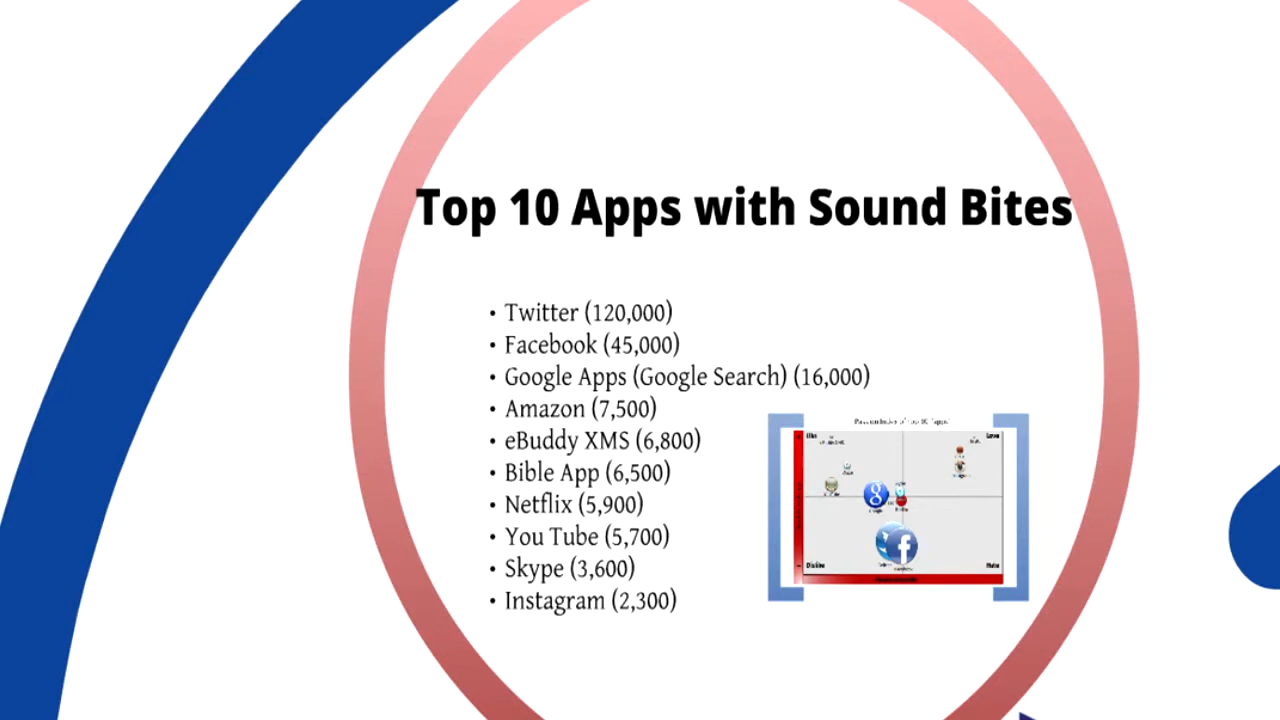 Top 10 Apps with Sound Bites
• Twitter (120,000)
• Facebook (45,000)
• Google Apps (Google Search) (16,000)
• Amazon (7,500)
• eBuddy XMS (6,800)
• Bible App (6,500)
• Netflix (5,900)
• You Tube (5,700)
• Skype (3,600)
• Instagram (2,300)
Like
Love
Dislike
Hate